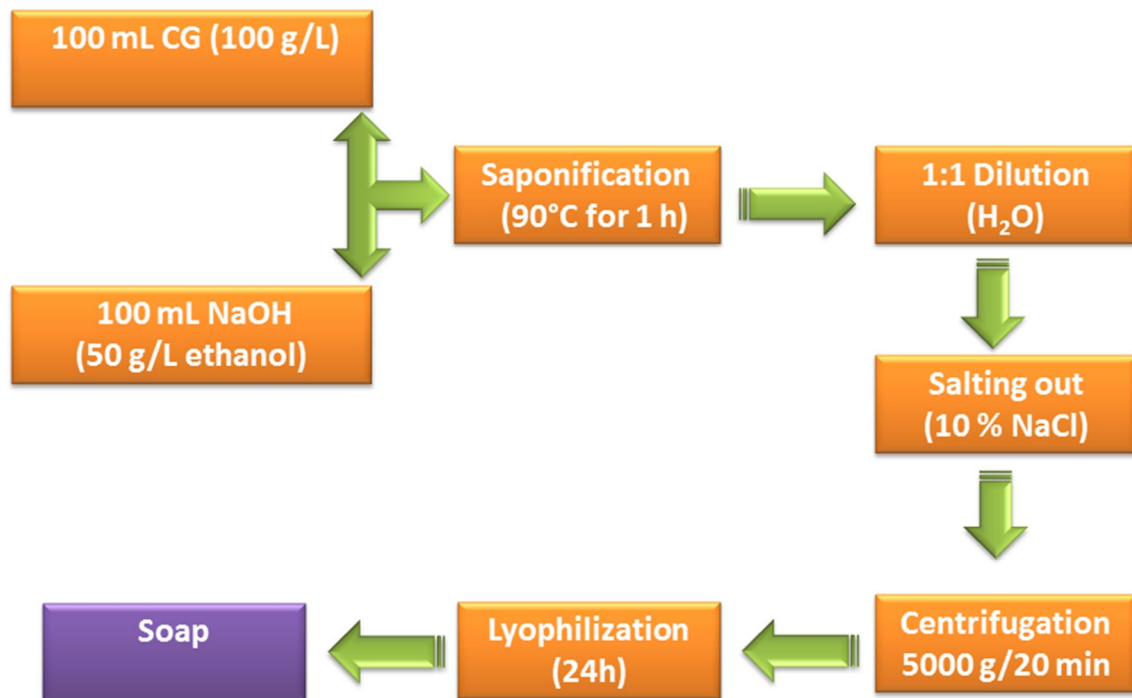 100 mL CG (100 g/L)
100 mL NaOH
(50 g/L ethanol)
Saponification
(90°C for 1 h)
1:1 Dilution
(H₂O)
Salting out
(10 % NaCl)
Centrifugation
5000 g/20 min
Lyophilization
(24h)
Soap